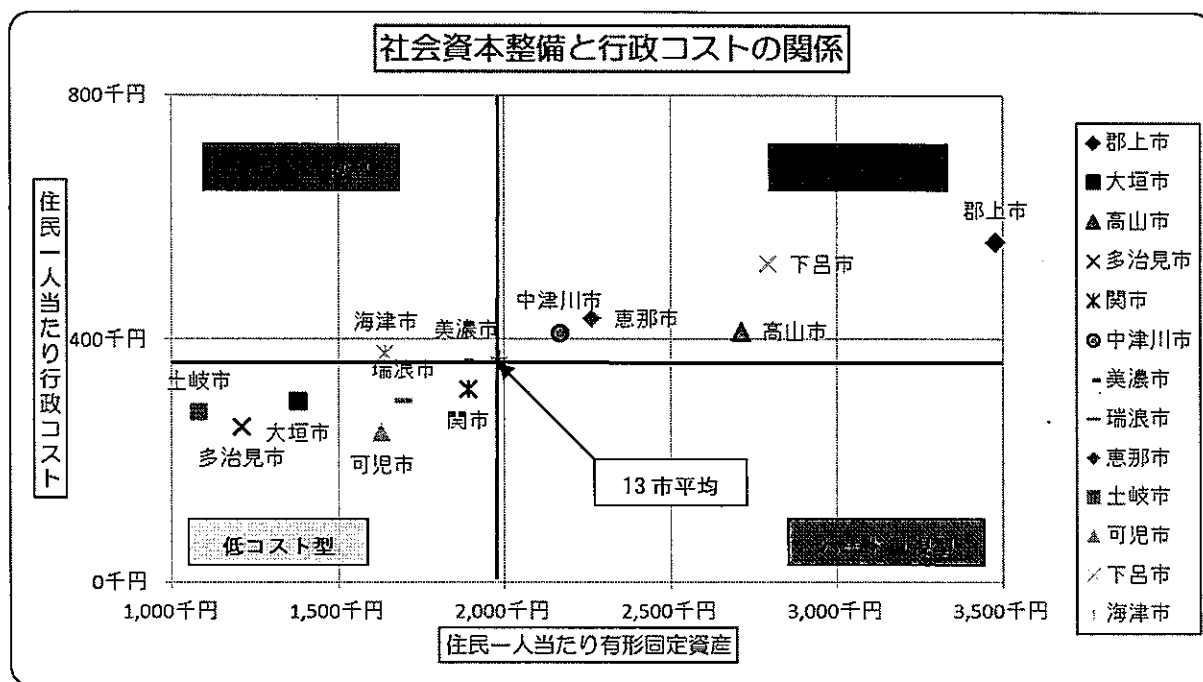 社会資本整備と行政コストの関係
800千円
400千円
0千円
住民一人当たり行政コスト
郡上市
下呂市
中津川市
恵那市
高山市
海津市
美濃市
瑞浪市
土岐市
関市
大垣市
多治見市
可児市
13市平均
低コスト型
1,000千円
1,500千円
2,000千円
2,500千円
3,000千円
3,500千円
住民一人当たり有形固定資産
郡上市
大垣市
高山市
多治見市
関市
中津川市
美濃市
瑞浪市
恵那市
土岐市
可児市
下呂市
海津市